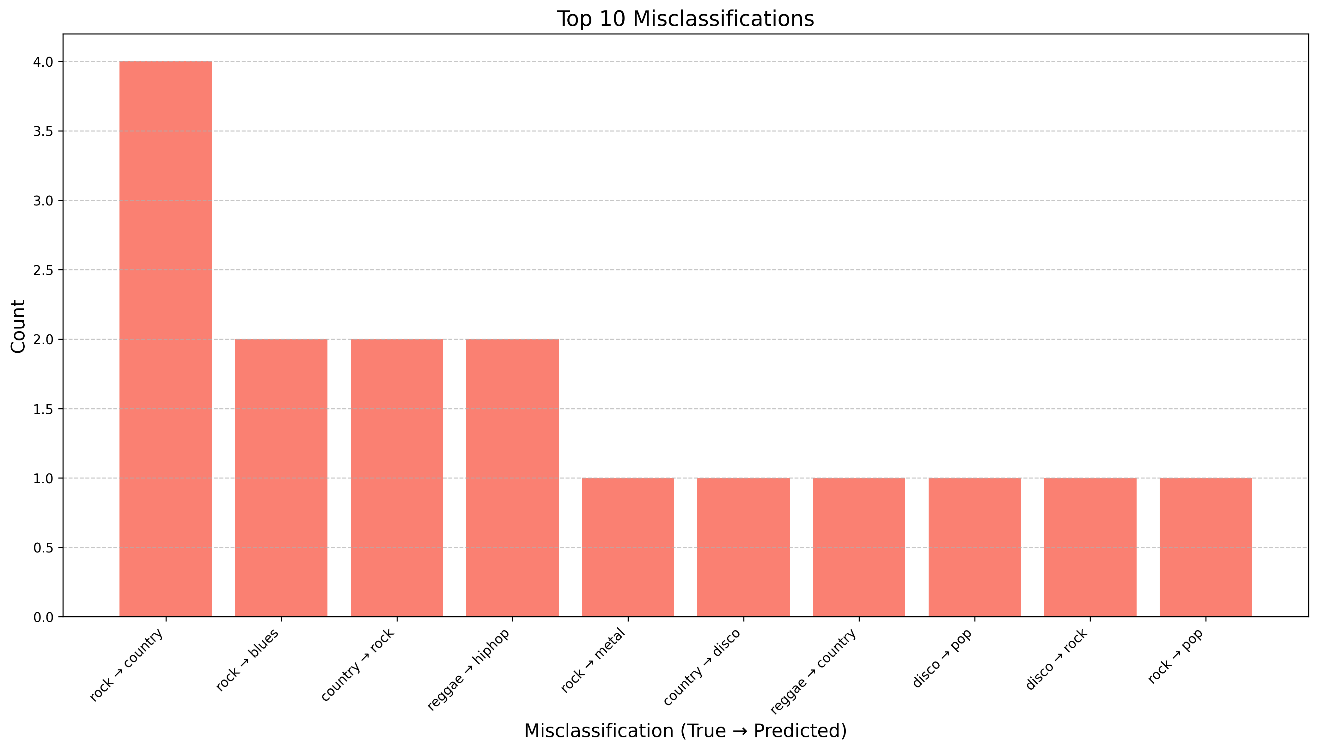 Top 10 Misclassifications
Count
4.0
3.5
3.0
2.5
2.0
1.5
1.0
0.5
0.0
rock → country
rock → blues
country → rock
reggae → hiphop
rock → metal
country → disco
reggae → country
disco → pop
disco → rock
rock → pop
Misclassification (True → Predicted)